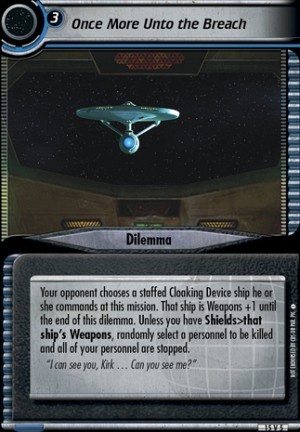 3 Once More Unto the Breach
Dilemma
Your opponent chooses a staffed Cloaking Device ship he or
she commands at this mission. That ship is Weapons +1 until
the end of this dilemma. Unless you have Shields>that
ship's Weapons, randomly select a personnel to be killed
and all of your personnel are stopped.
"I can see you, Kirk ... Can you see me?"
15 V 5